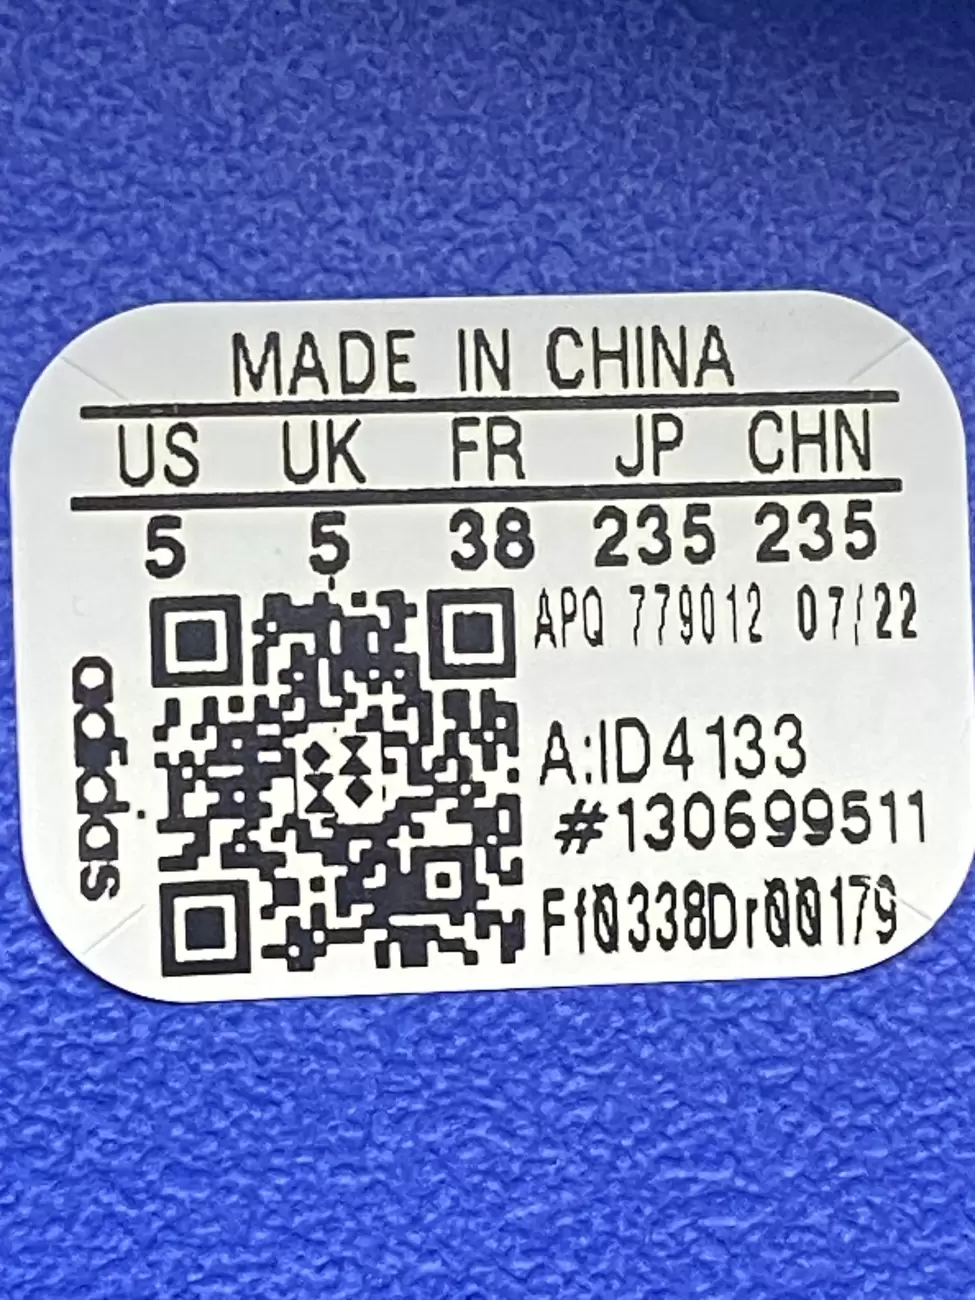 MADE IN CHINA
US UK FR JP CHN
5 5 38 235 235
APQ 779012 07/22
A:ID4133
#130699511
Ff0338Dr00179